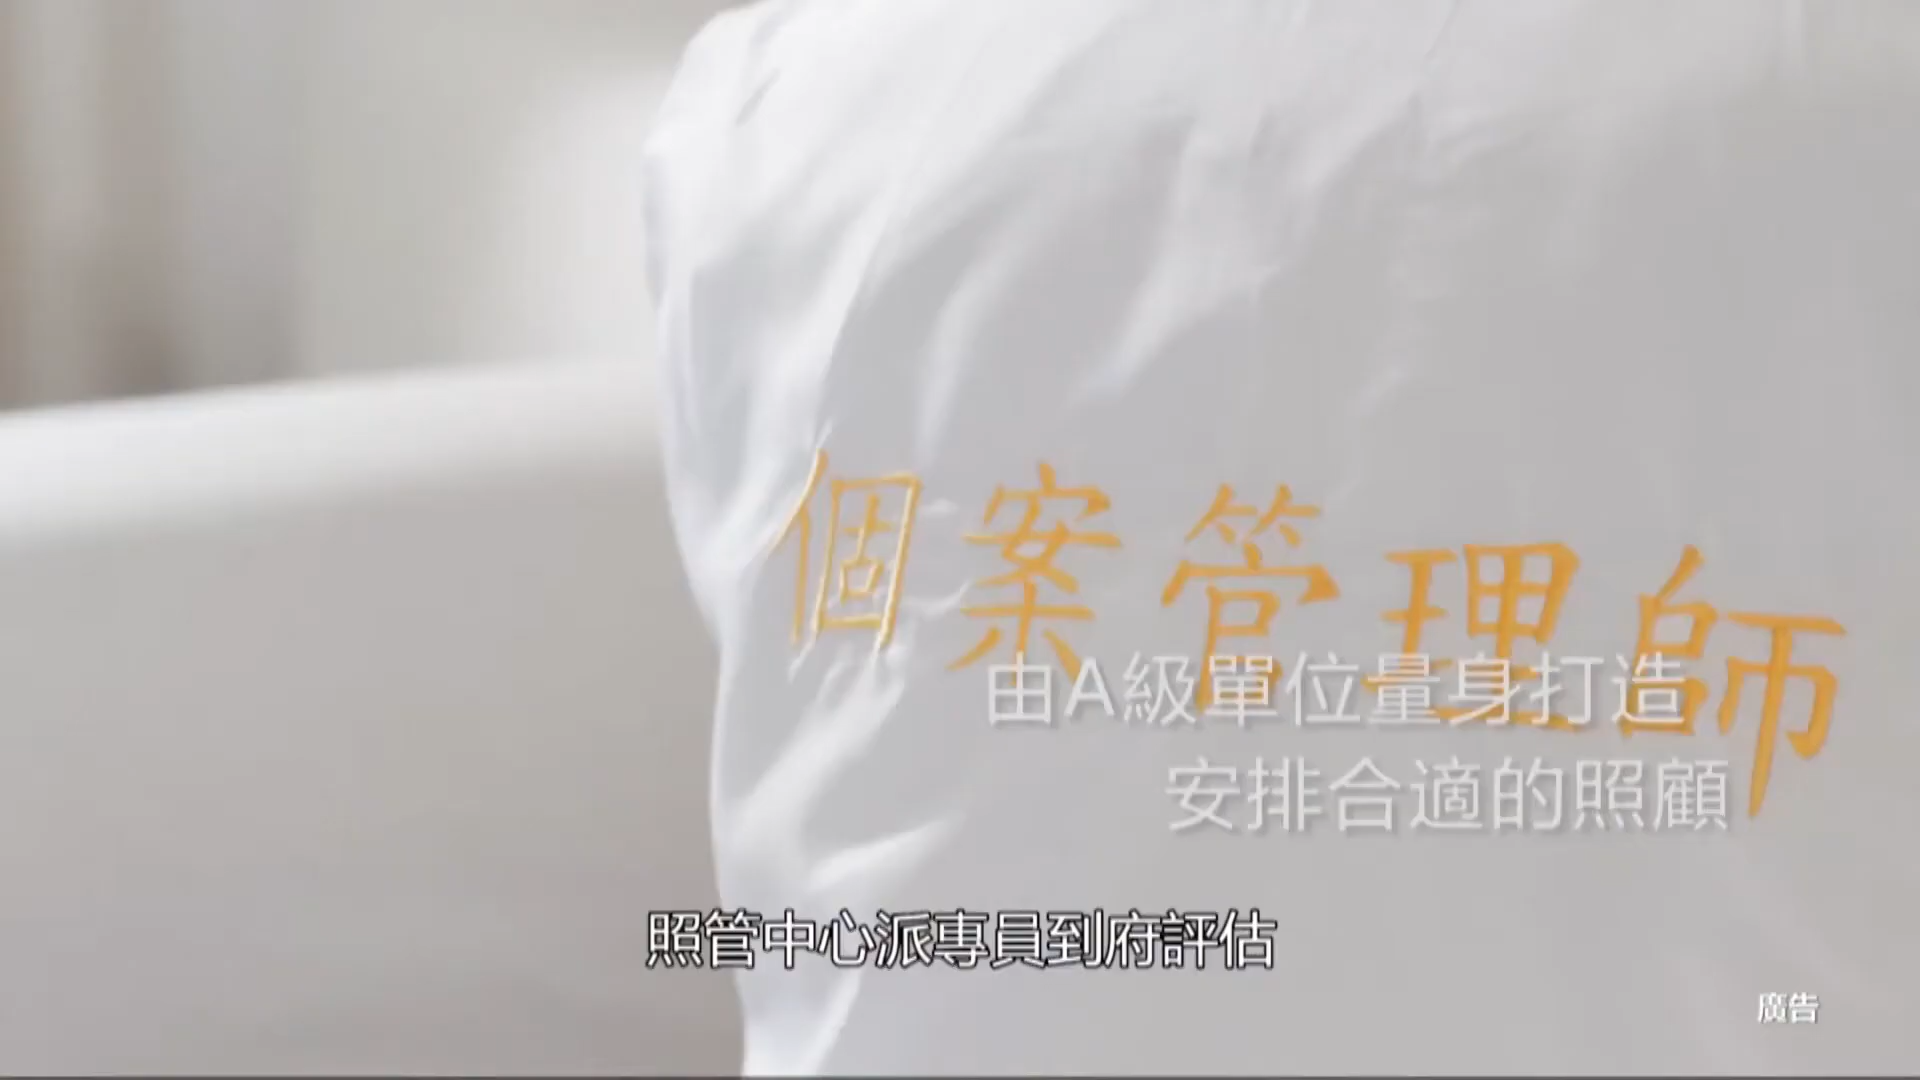 個案管理師
由A級單位量身打造
安排合適的照顧
照管中心派專員到府評估
廣告